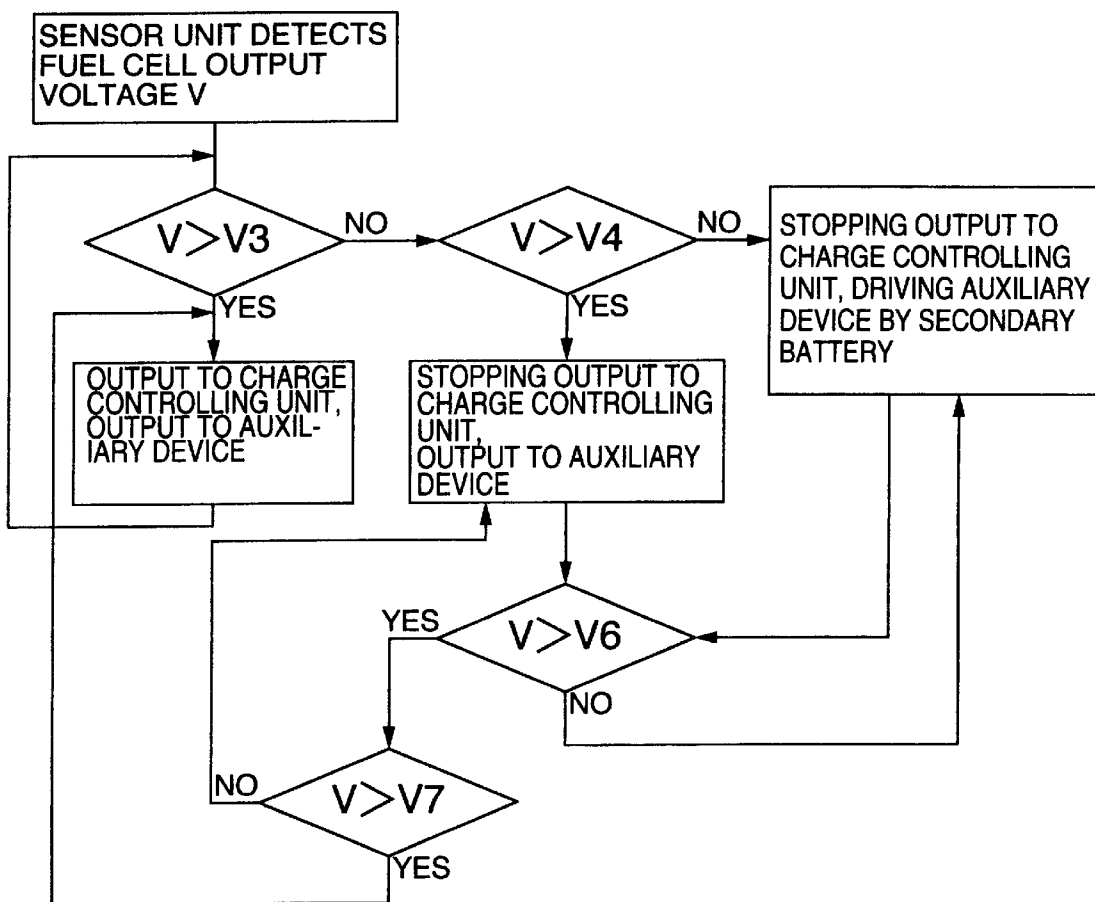 SENSOR UNIT DETECTS
FUEL CELL OUTPUT
VOLTAGE V
V>V3
NO
V>V4
NO
STOPPING OUTPUT TO
CHARGE CONTROLLING
UNIT, DRIVING AUXILIARY
DEVICE BY SECONDARY
BATTERY
YES
YES
OUTPUT TO CHARGE
CONTROLLING UNIT,
OUTPUT TO AUXIL-
IARY DEVICE
STOPPING OUTPUT TO
CHARGE CONTROLLING
UNIT,
OUTPUT TO AUXILIARY
DEVICE
YES
V>V6
NO
NO
V>V7
YES